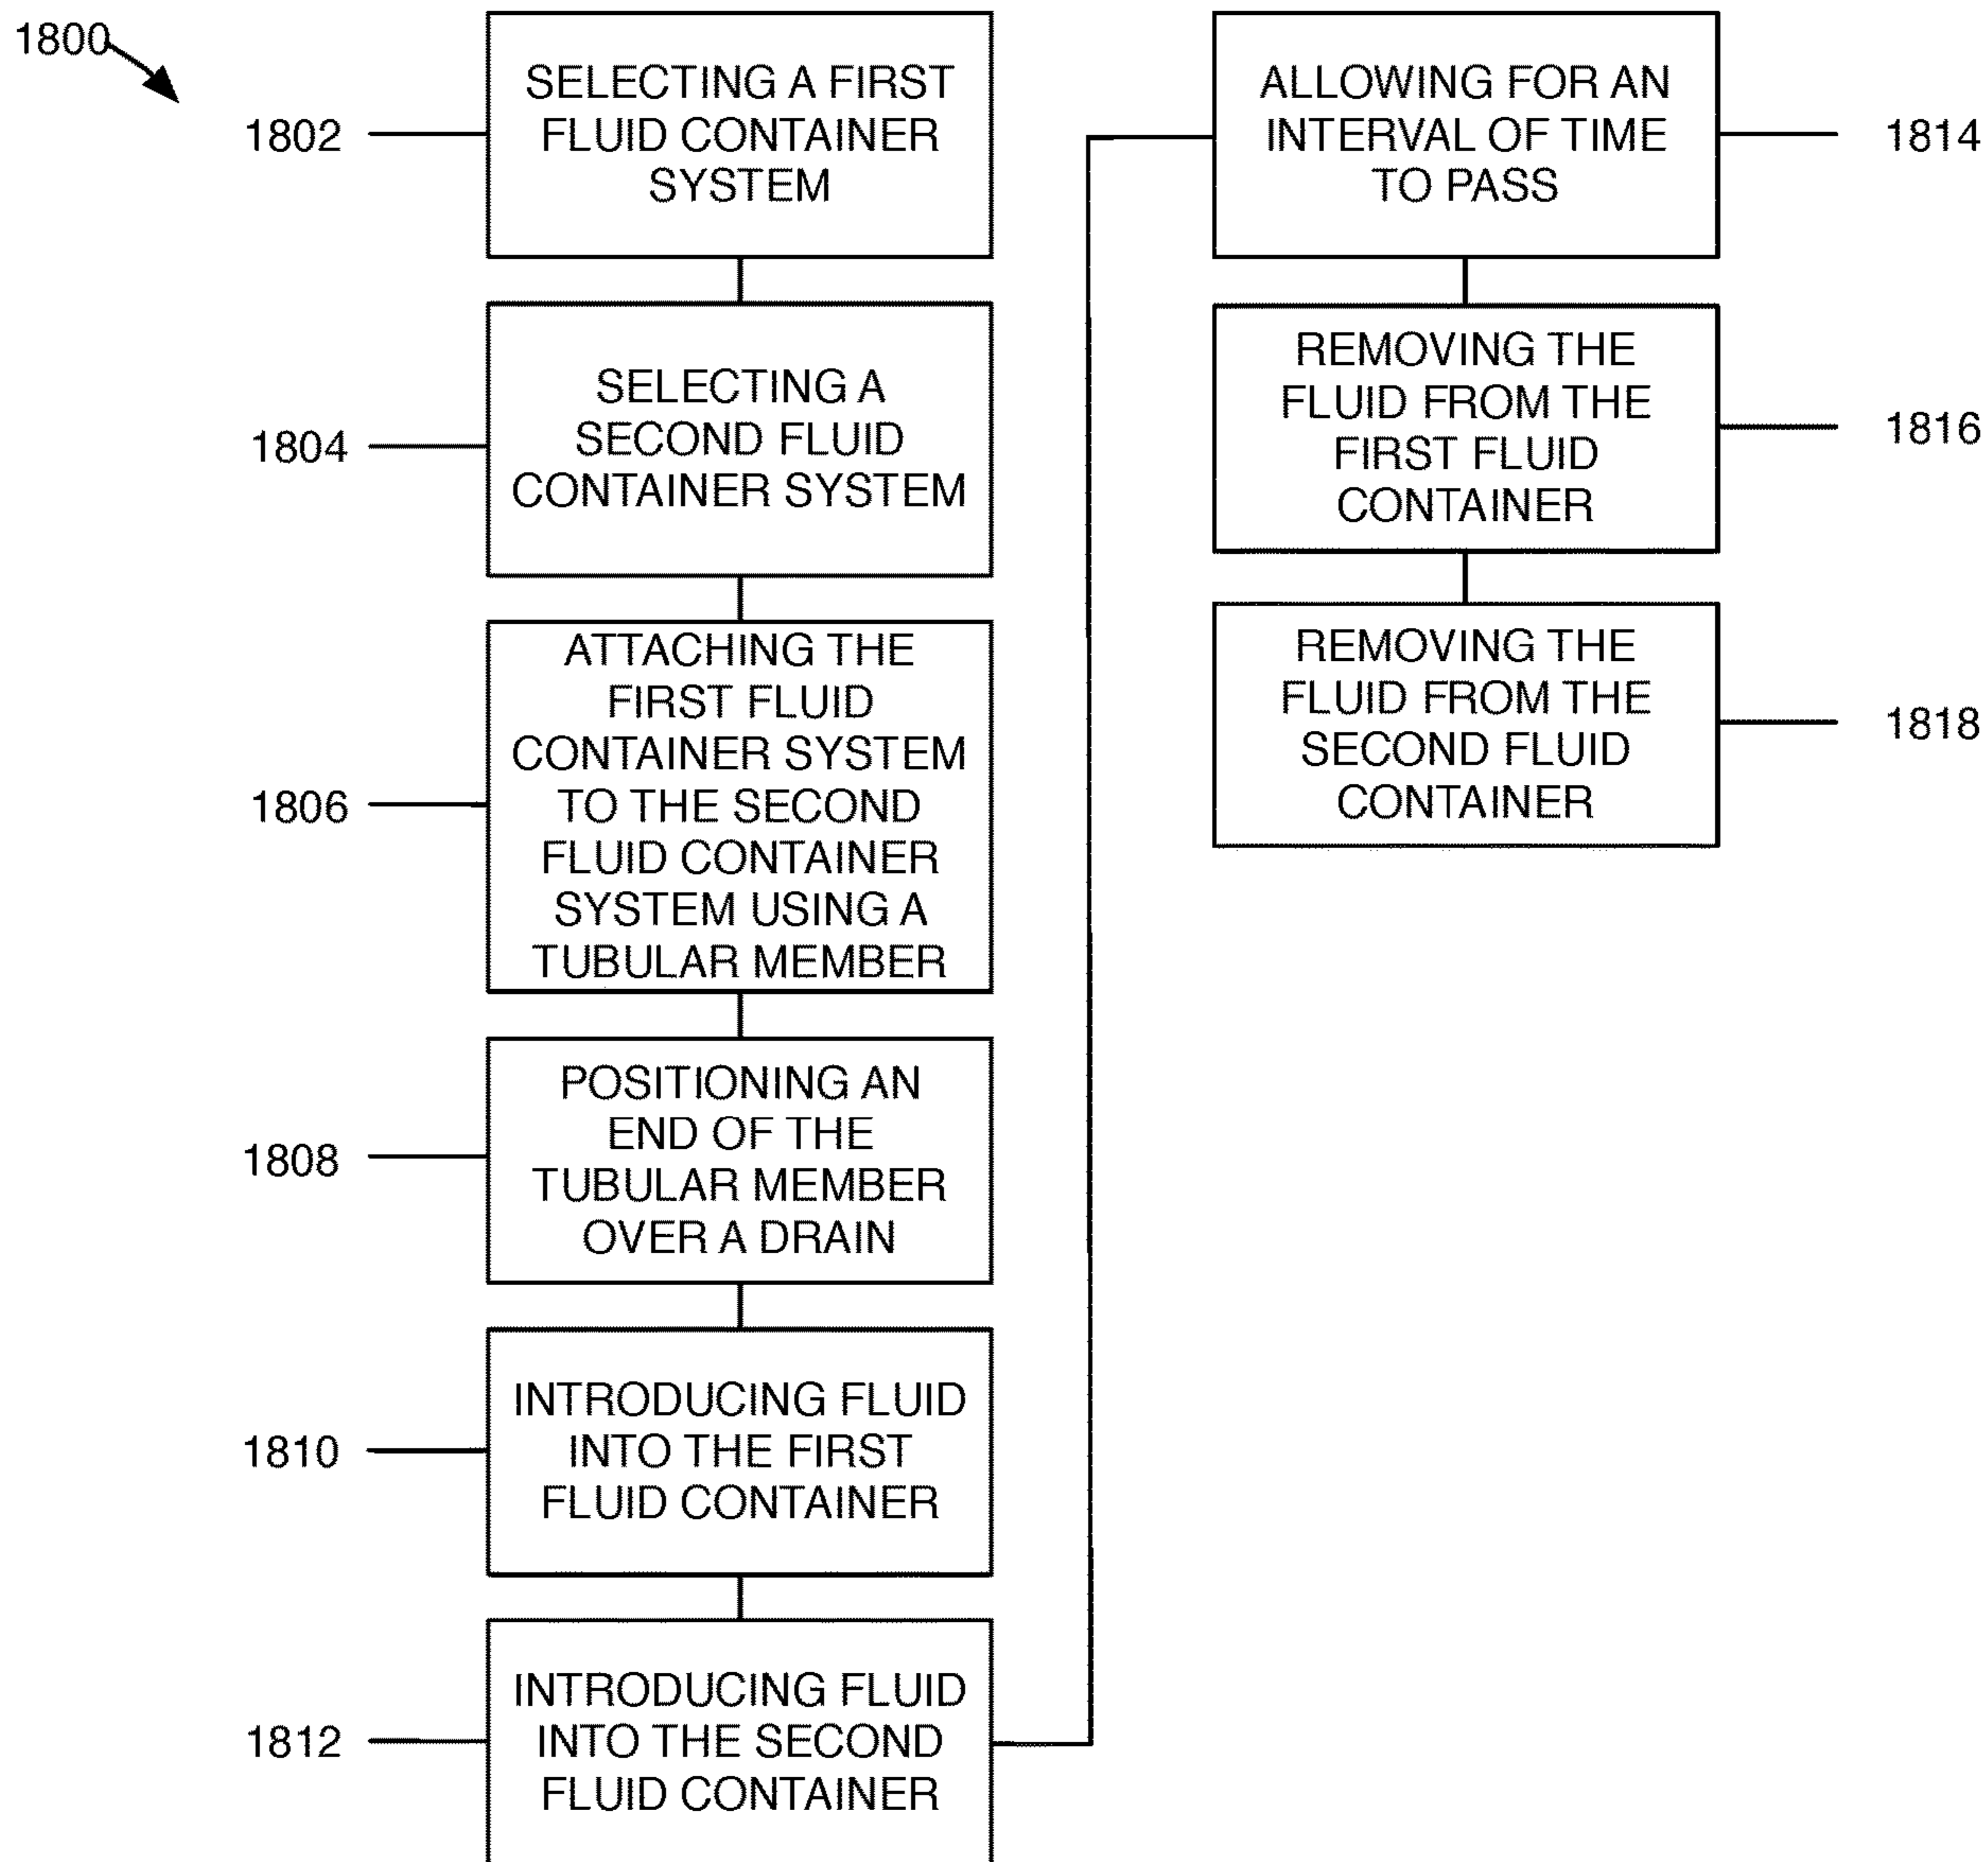 1800
1802
SELECTING A FIRST
FLUID CONTAINER
SYSTEM
1804
SELECTING A
SECOND FLUID
CONTAINER SYSTEM
1806
ATTACHING THE
FIRST FLUID
CONTAINER SYSTEM
TO THE SECOND
FLUID CONTAINER
SYSTEM USING A
TUBULAR MEMBER
1808
POSITIONING AN
END OF THE
TUBULAR MEMBER
OVER A DRAIN
1810
INTRODUCING FLUID
INTO THE FIRST
FLUID CONTAINER
1812
INTRODUCING FLUID
INTO THE SECOND
FLUID CONTAINER
ALLOWING FOR AN
INTERVAL OF TIME
TO PASS
1814
REMOVING THE
FLUID FROM THE
FIRST FLUID
CONTAINER
1816
REMOVING THE
FLUID FROM THE
SECOND FLUID
CONTAINER
1818